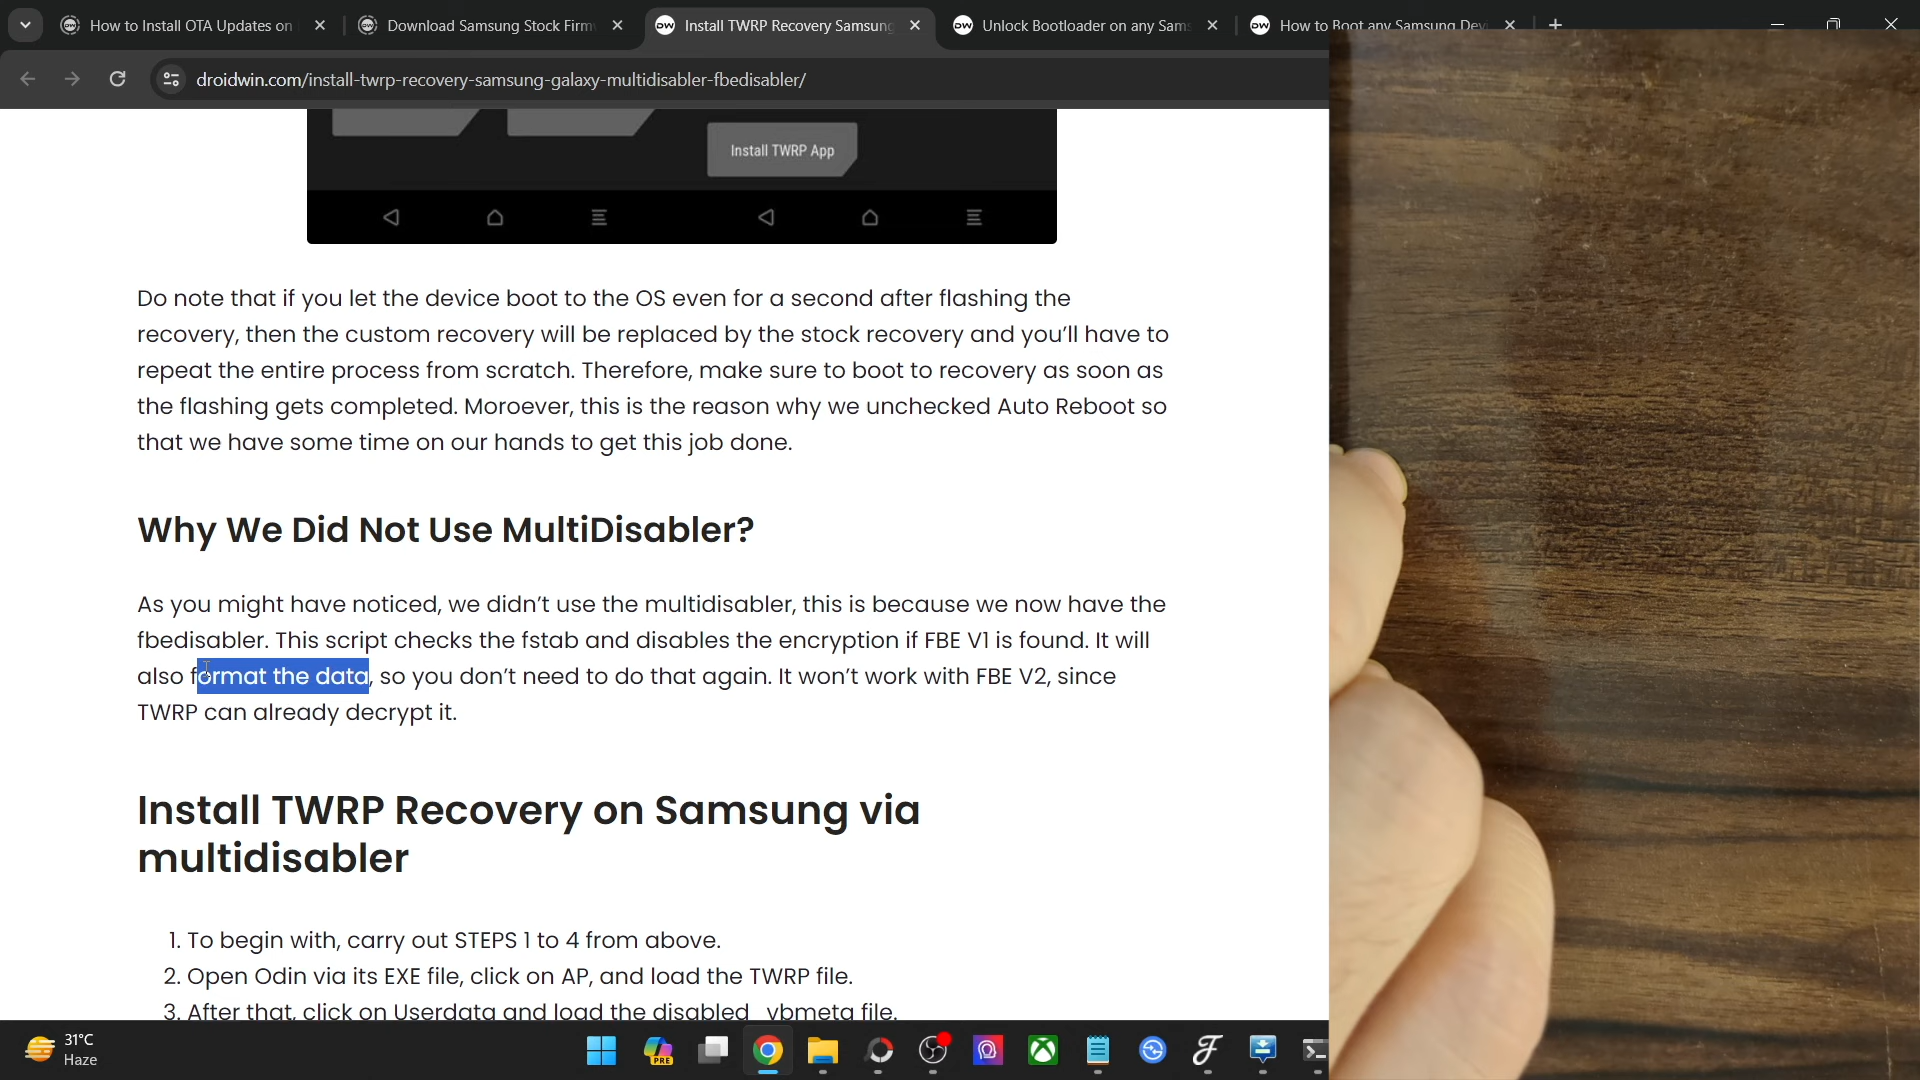 How to Install OTA Updates on
Download Samsung Stock Firm
Install TWRP Recovery Samsung
Unlock Bootloader on any Sams
How to Boot any Samsung Dev
droidwin.com/install-twrp-recovery-samsung-galaxy-multidisabler-fbedisabler/
Install TWRP App
Do note that if you let the device boot to the OS even for a second after flashing the
recovery, then the custom recovery will be replaced by the stock recovery and you'll have to
repeat the entire process from scratch. Therefore, make sure to boot to recovery as soon as
the flashing gets completed. Moroever, this is the reason why we unchecked Auto Reboot so
that we have some time on our hands to get this job done.
Why We Did Not Use MultiDisabler?
As you might have noticed, we didn't use the multidisabler, this is because we now have the
fbedisabler. This script checks the fstab and disables the encryption if FBE V1 is found. It will
also format the data, so you don't need to do that again. It won't work with FBE V2, since
TWRP can already decrypt it.
Install TWRP Recovery on Samsung via
multidisabler
1. To begin with, carry out STEPS 1 to 4 from above.
2. Open Odin via its EXE file, click on AP, and load the TWRP file.
3. After that, click on Userdata and load the disabled_vbmeta file.
31°C
Haze
PRE